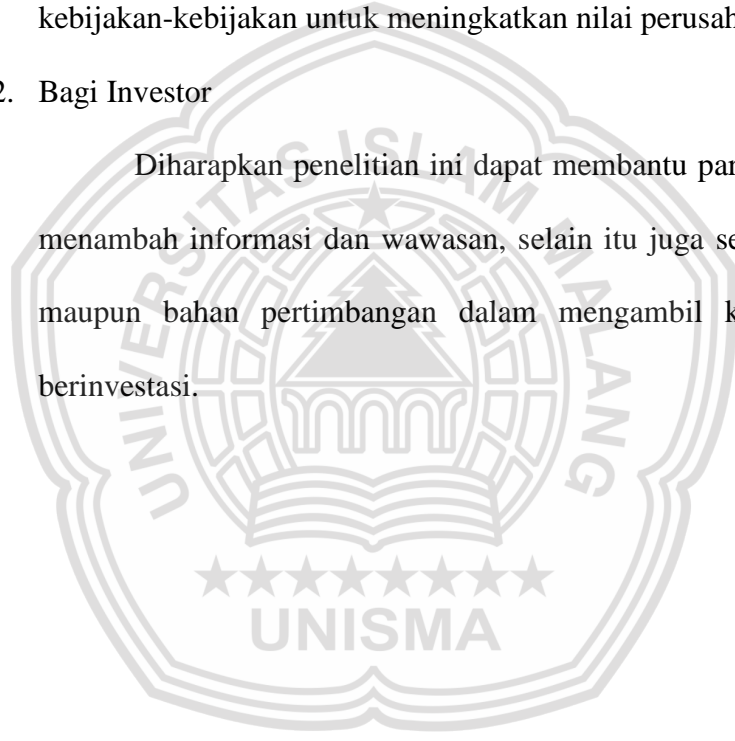 kebijakan-kebijakan untuk meningkatkan nilai perusah
2. Bagi Investor
Diharapkan penelitian ini dapat membantu par
menambah informasi dan wawasan, selain itu juga se
maupun bahan pertimbangan dalam mengambil k
berinvestasi.
UNIVERSITAS ISLAM MALANG
UNISMA